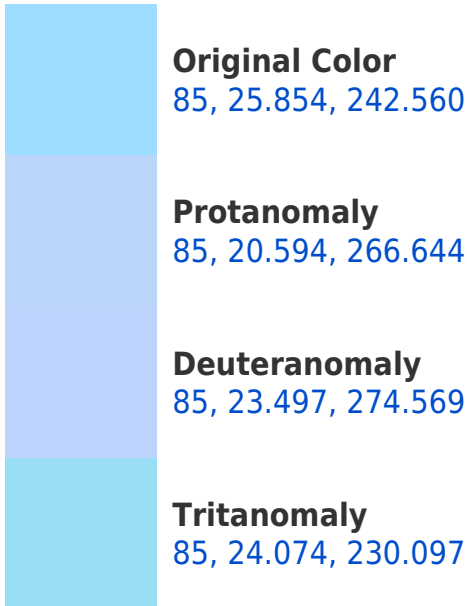 Original Color
85, 25.854, 242.560
Protanomaly
85, 20.594, 266.644
Deuteranomaly
85, 23.497, 274.569
Tritanomaly
85, 24.074, 230.097